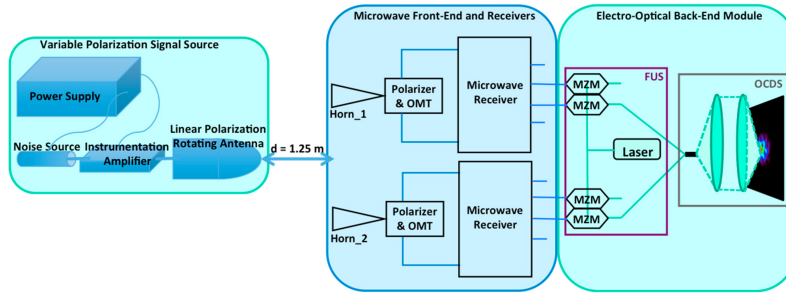 Variable Polarization Signal Source
Power Supply
Noise Source
Instrumentation
Amplifier
Linear Polarization
Rotating Antenna
d = 1.25 m
Microwave Front-End and Receivers
Horn_1
Polarizer
& OMT
Microwave
Receiver
Horn_2
Polarizer
& OMT
Microwave
Receiver
Electro-Optical Back-End Module
FUS
MZM
MZM
Laser
MZM
MZM
OCDS